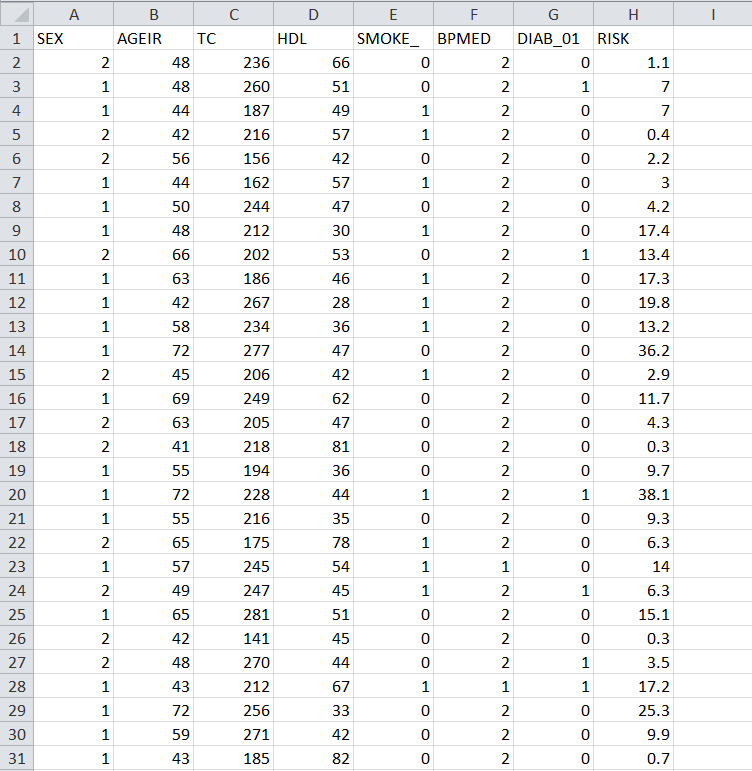 A B C D E F G H I
1 SEX AGEIR TC HDL SMOKE_ BPMED DIAB_01 RISK
2 2 48 236 66 0 2 0 1.1
3 1 48 260 51 0 2 1 7
4 1 44 187 49 1 2 0 7
5 2 42 216 57 1 2 0 0.4
6 2 56 156 42 0 2 0 2.2
7 1 44 162 57 1 2 0 3
8 1 50 244 47 0 2 0 4.2
9 1 48 212 30 1 2 0 17.4
10 2 66 202 53 0 2 1 13.4
11 1 63 186 46 1 2 0 17.3
12 1 42 267 28 1 2 0 19.8
13 1 58 234 36 1 2 0 13.2
14 1 72 277 47 0 2 0 36.2
15 2 45 206 42 1 2 0 2.9
16 1 69 249 62 0 2 0 11.7
17 2 63 205 47 0 2 0 4.3
18 2 41 218 81 0 2 0 0.3
19 1 55 194 36 0 2 0 9.7
20 1 72 228 44 1 2 1 38.1
21 1 55 216 35 0 2 0 9.3
22 2 65 175 78 1 2 0 6.3
23 1 57 245 54 1 1 0 14
24 2 49 247 45 1 2 1 6.3
25 1 65 281 51 0 2 0 15.1
26 2 42 141 45 0 2 0 0.3
27 2 48 270 44 0 2 1 3.5
28 1 43 212 67 1 1 1 17.2
29 1 72 256 33 0 2 0 25.3
30 1 59 271 42 0 2 0 9.9
31 1 43 185 82 0 2 0 0.7